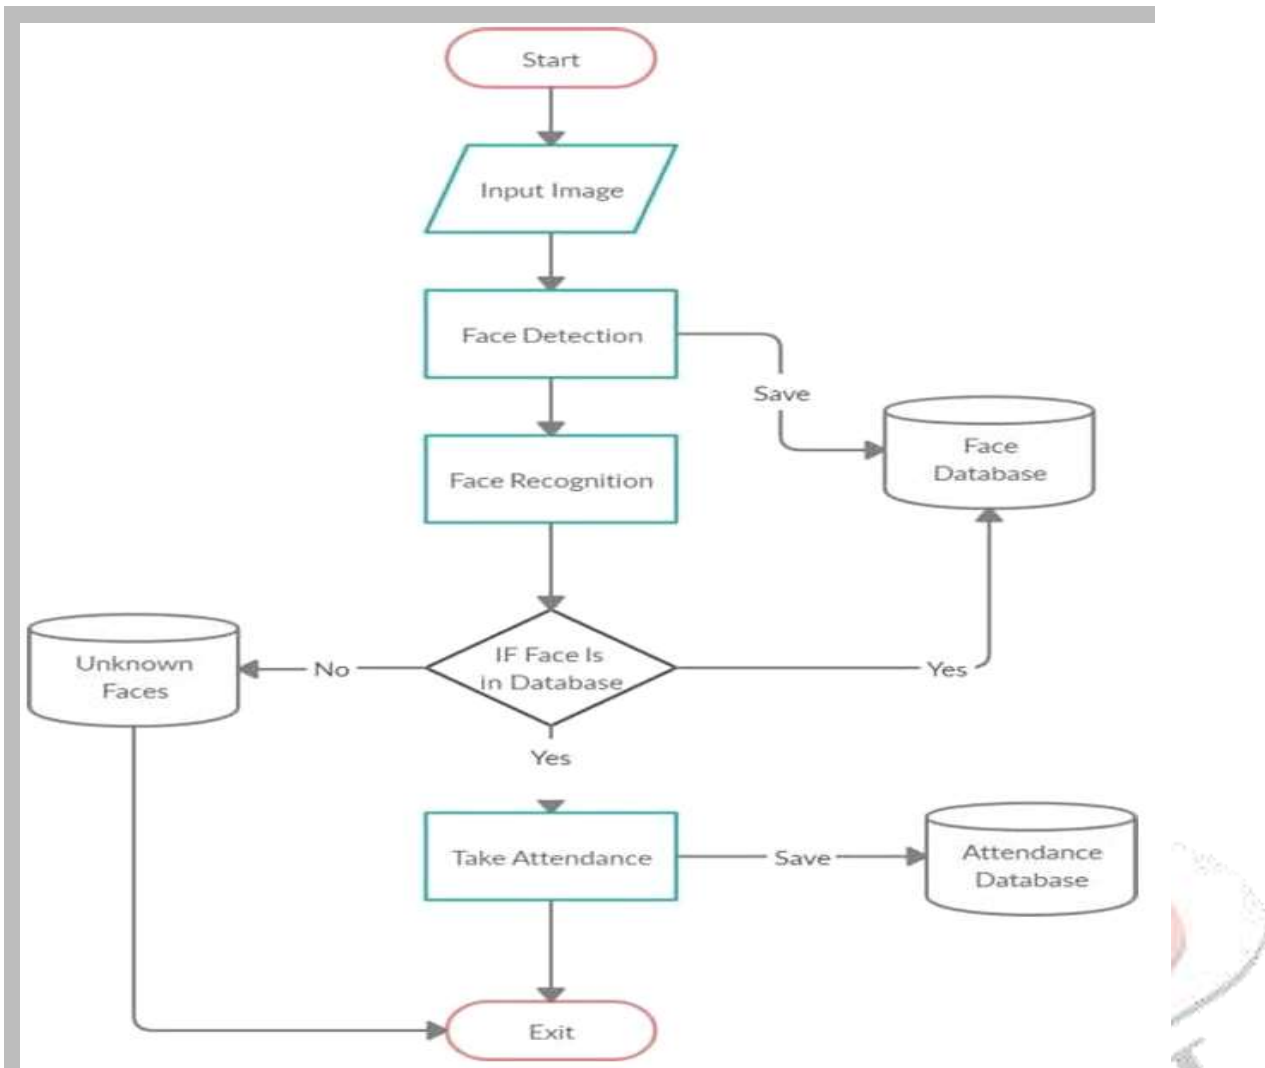 Start
Input Image
Face Detection
Save
Face
Database
Face Recognition
IF Face Is
in Database
No
Unknown
Faces
Yes
Yes
Take Attendance
Save
Attendance
Database
Exit